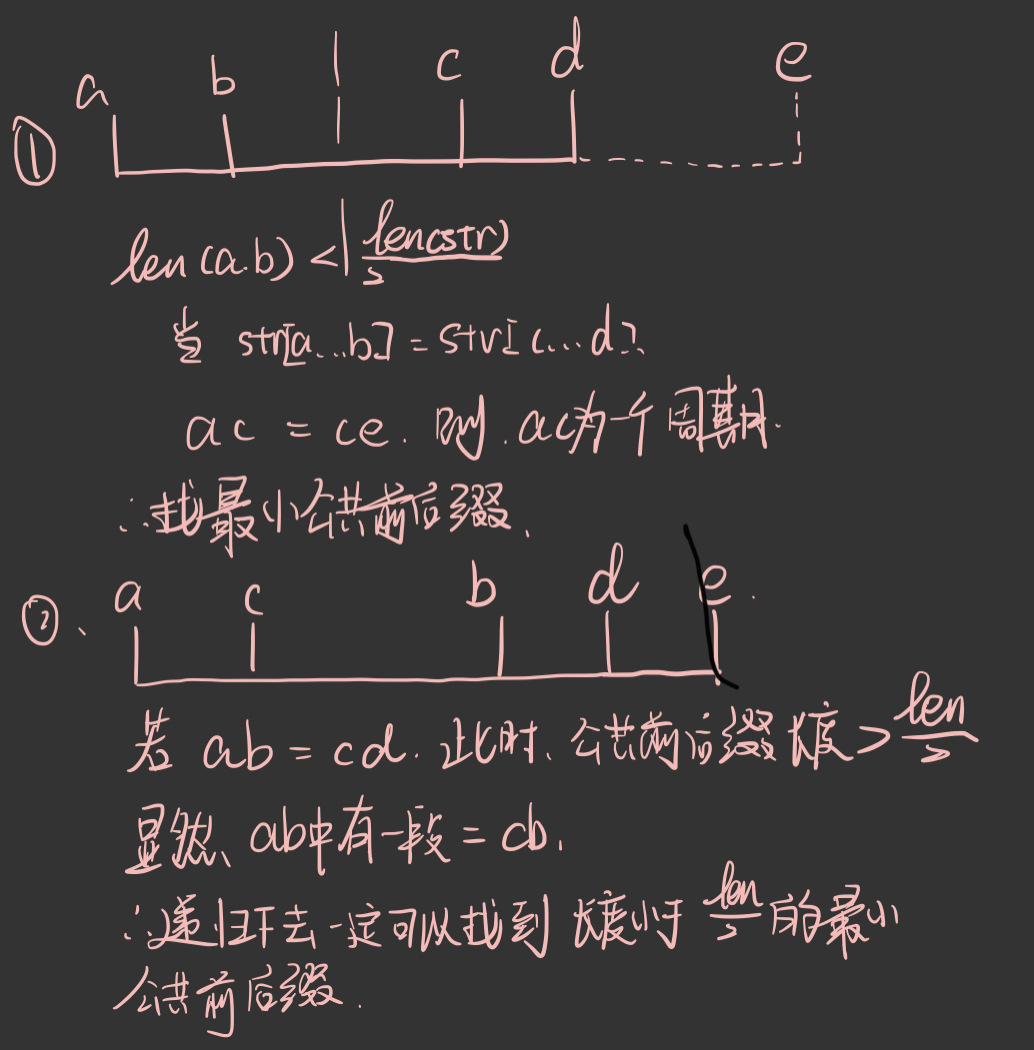 a b c d e
①
len(a.b) < len(str)/2
当 str[a...b] = str[c...d]
ac = ce. 则. ac为一个周期.
∴找最小公共前后缀.
a c b d e.
②、
若 ab = cd. 此时、公共前后缀长度 > len/2
显然、ab中有一段 = cb.
∴递归下去一定可以找到 长度小于 len/2 的最小
公共前后缀.